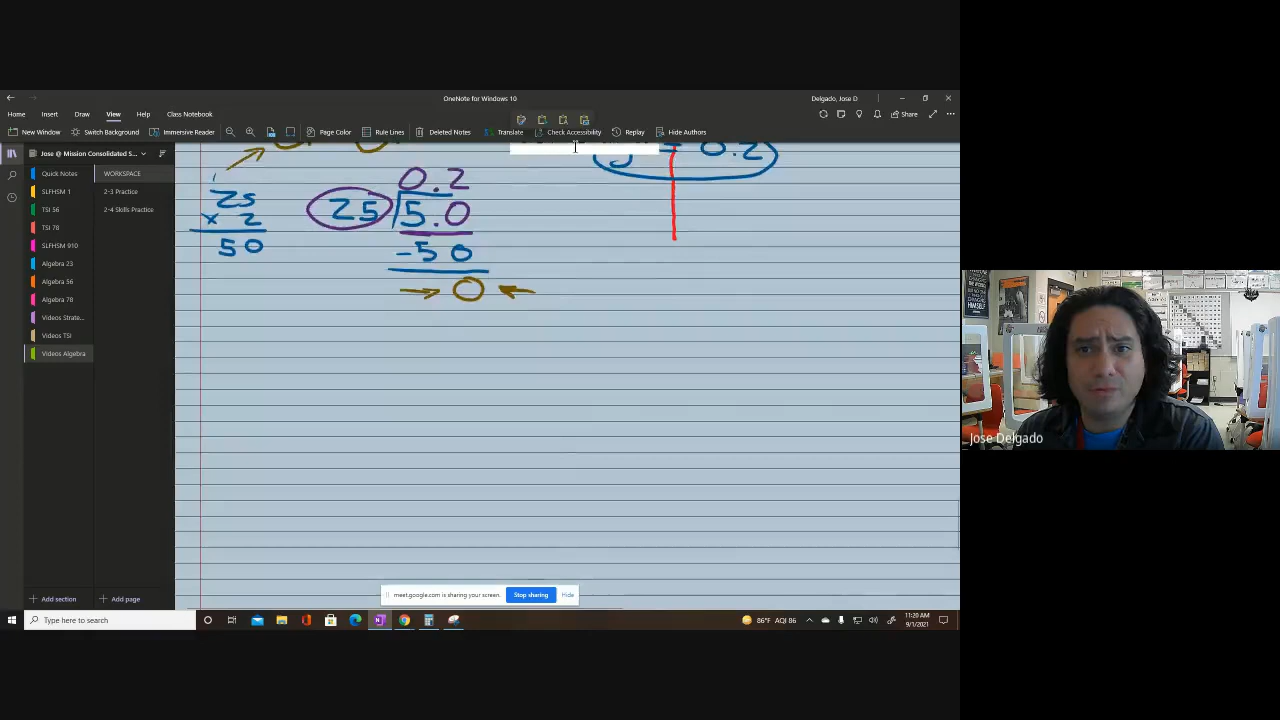 OneNote for Windows 10
Delgado, Jose D
Home Insert Draw View Help Class Notebook
Share
New Window Switch Background Immersive Reader Page Color Rule Lines Deleted Notes Translate Check Accessibility Replay Hide Authors
Jose @ Mission Consolidated S...
WORKSPACE
2-3 Practice
2-4 Skills Practice
Quick Notes
SLFHSM 1
TSI 56
TSI 78
SLFHSM 910
Algebra 23
Algebra 56
Algebra 78
Videos Strate...
Videos TSI
Videos Algebra
Add section
Add page
1
25
x 2
50
0.2
25 5.0
-50
→ 0 ←
y = 0.2
meet.google.com is sharing your screen. Stop sharing Hide
Type here to search
86°F AQI 86
11:20 AM
9/1/2021
Jose Delgado